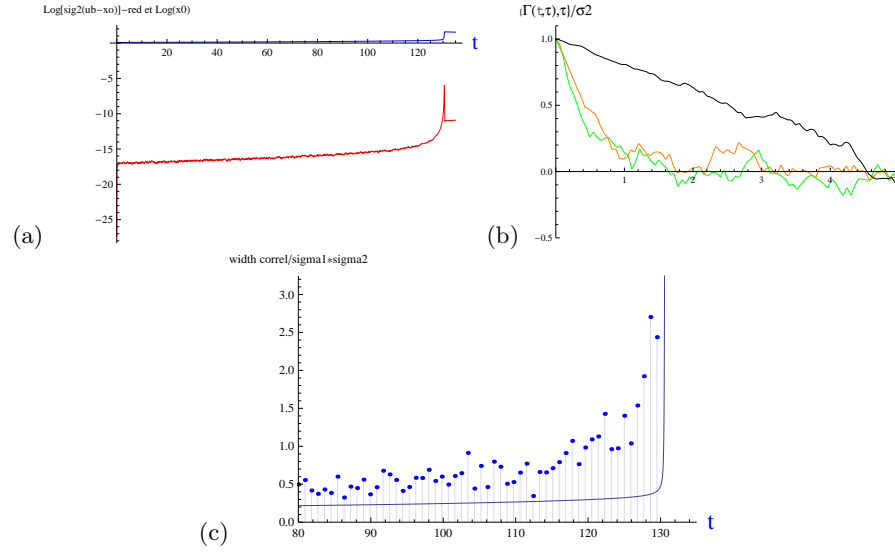 Log[sig2(ub−xo)]−red et Log(x0)
t
20 40 60 80 100 120
−5
−10
−15
−20
−25
(a)
{Γ(t,τ),τ}/σ2
1.0
0.5
0.0
1 2 3 4
−0.5
(b)
width correl/sigma1∗sigma2
3.0
2.5
2.0
1.5
1.0
0.5
0.0
80 90 100 110 120 130
t
(c)